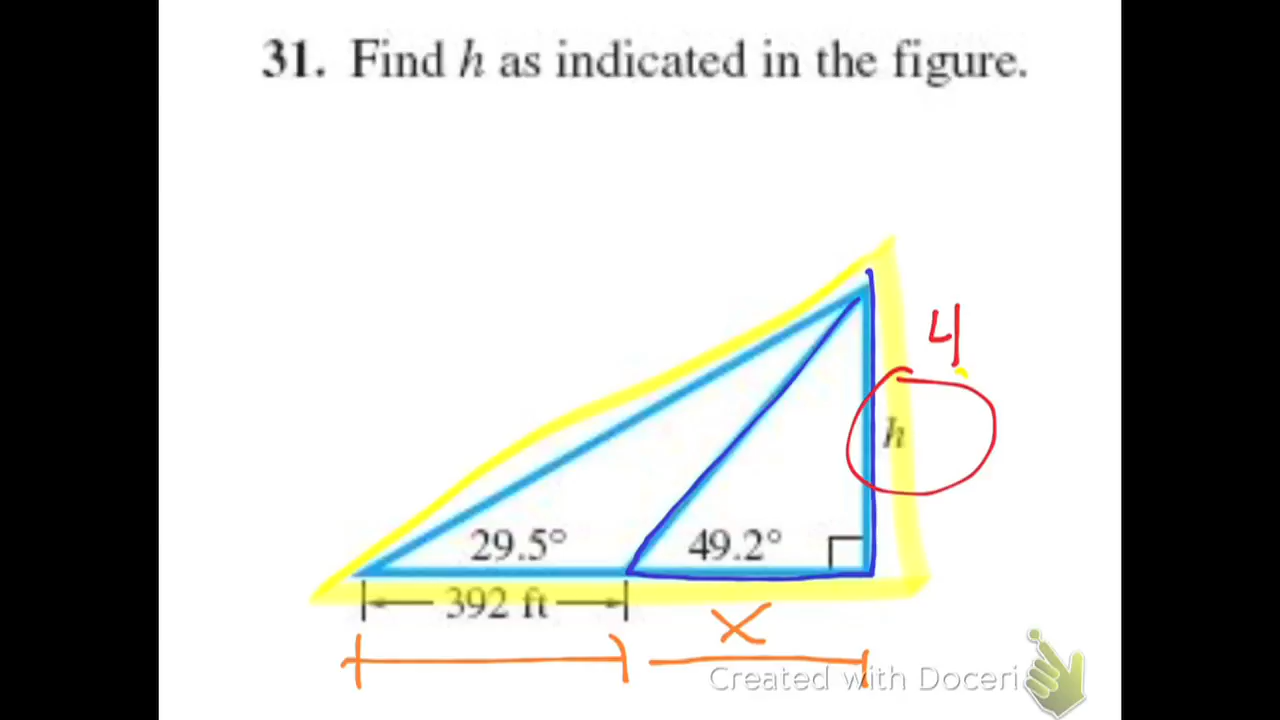 31. Find h as indicated in the figure.
4
h
29.5° 49.2°
392 ft
x
Created with Doceri